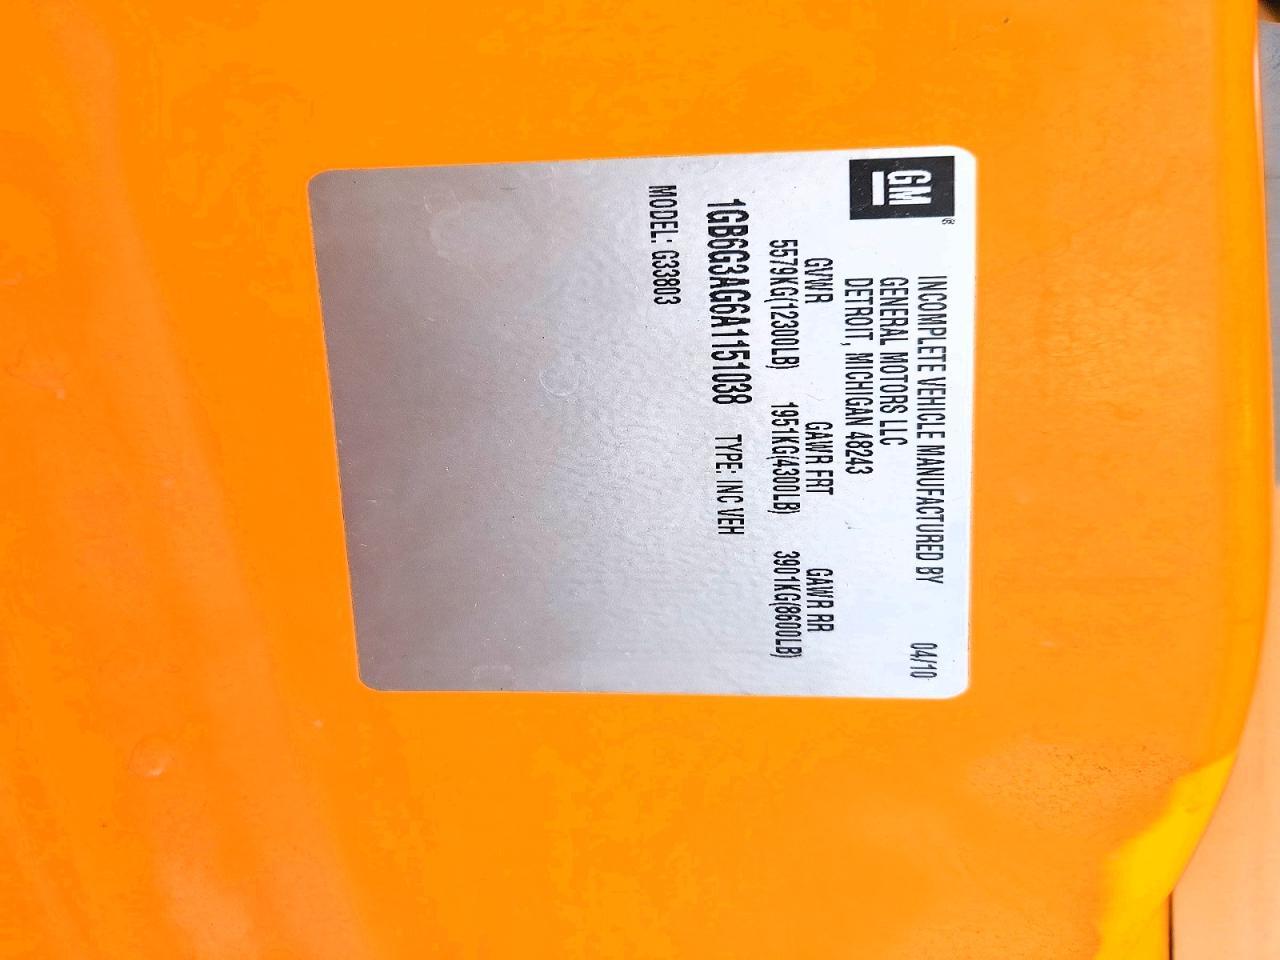 GM®
INCOMPLETE VEHICLE MANUFACTURED BY 04/10
GENERAL MOTORS LLC
DETROIT, MICHIGAN 48243
GVWR GAWR FRT GAWR RR
5579KG(12300LB) 1951KG(4300LB) 3901KG(8600LB)
1GB6G3AG6A1151038 TYPE: INC VEH
MODEL: G33803